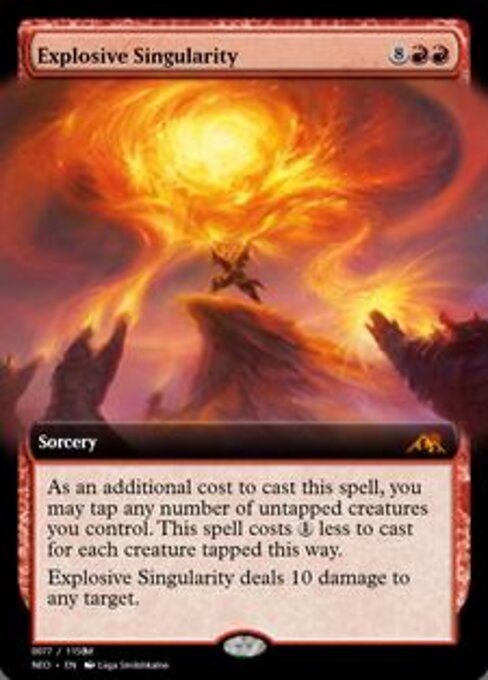 Explosive Singularity 8
Sorcery
As an additional cost to cast this spell, you
may tap any number of untapped creatures
you control. This spell costs 1 less to cast
for each creature tapped this way.
Explosive Singularity deals 10 damage to
any target.
NEO • EN